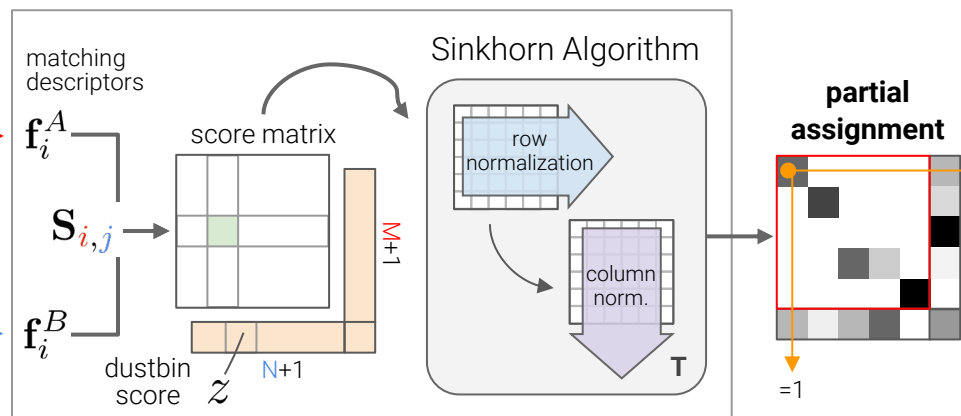 matching
descriptors
f_i^A
S_{i,j}
f_i^B
score matrix
M+1
N+1
dustbin
score z
Sinkhorn Algorithm
row
normalization
column
norm.
T
partial
assignment
=1